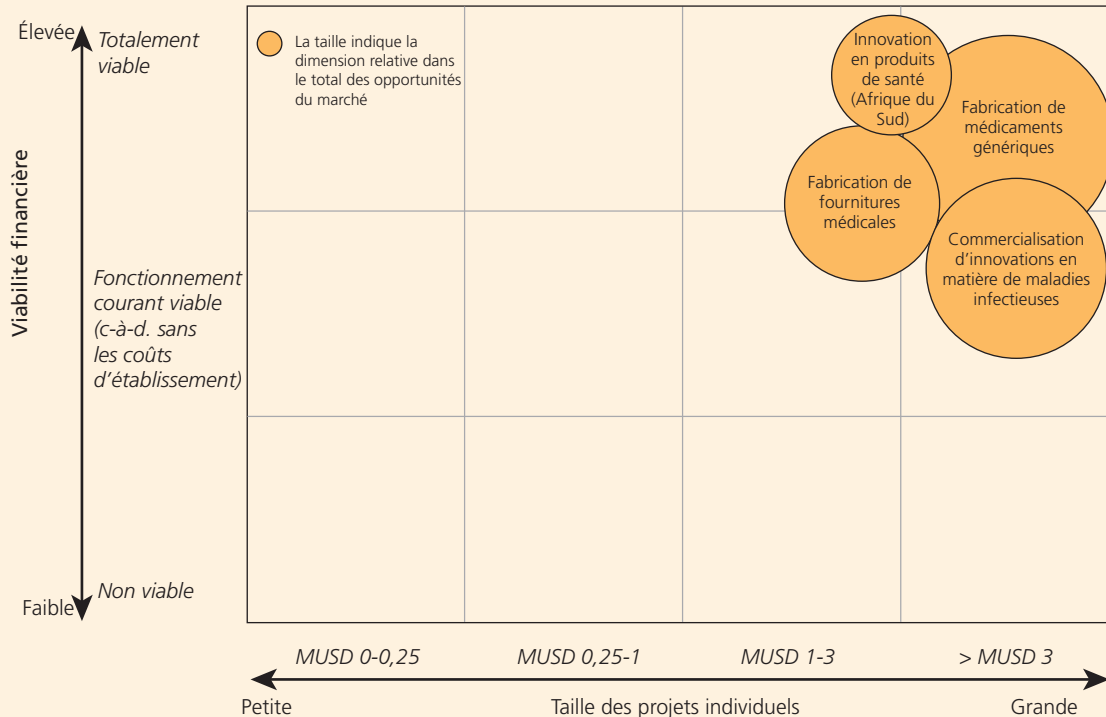 Élevée
Totalement
viable
La taille indique la
dimension relative dans
le total des opportunités
du marché
Innovation
en produits
de santé
(Afrique du
Sud)
Fabrication de
médicaments
génériques
Fabrication de
fournitures
médicales
Commercialisation
d’innovations en
matière de maladies
infectieuses
Viabilité financière
Fonctionnement
courant viable
(c-à-d. sans
les coûts
d’établissement)
Non viable
Faible
MUSD 0-0,25
MUSD 0,25-1
MUSD 1-3
> MUSD 3
Petite
Taille des projets individuels
Grande